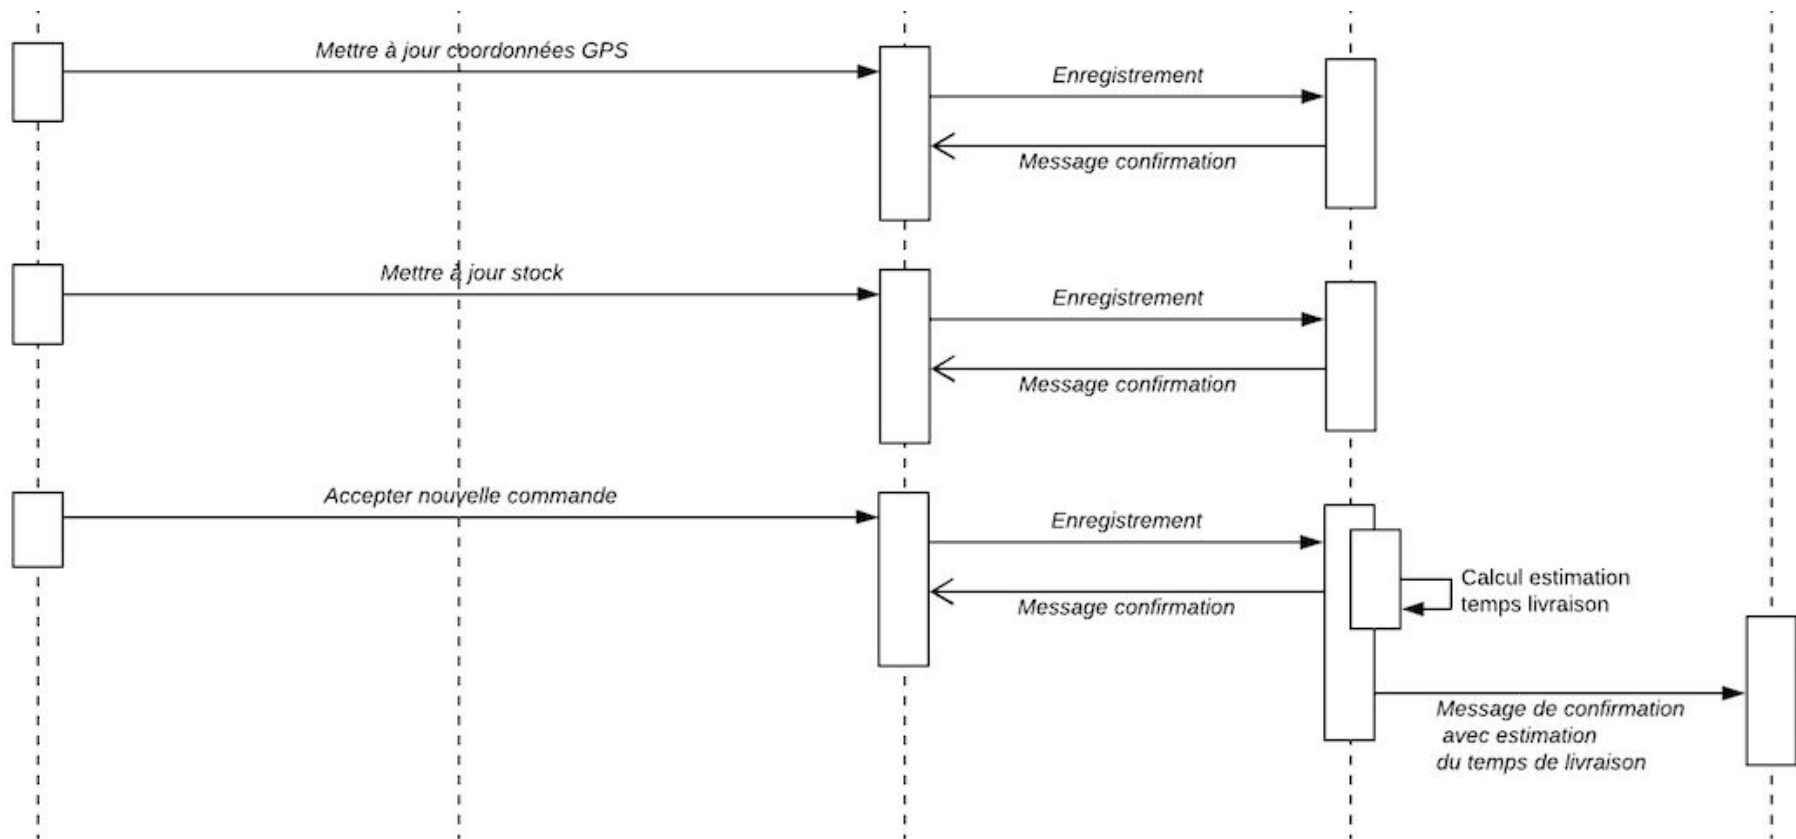 Mettre à jour coordonnées GPS
Enregistrement
Message confirmation
Mettre à jour stock
Enregistrement
Message confirmation
Accepter nouvelle commande
Enregistrement
Calcul estimation
temps livraison
Message confirmation
Message de confirmation
avec estimation
du temps de livraison